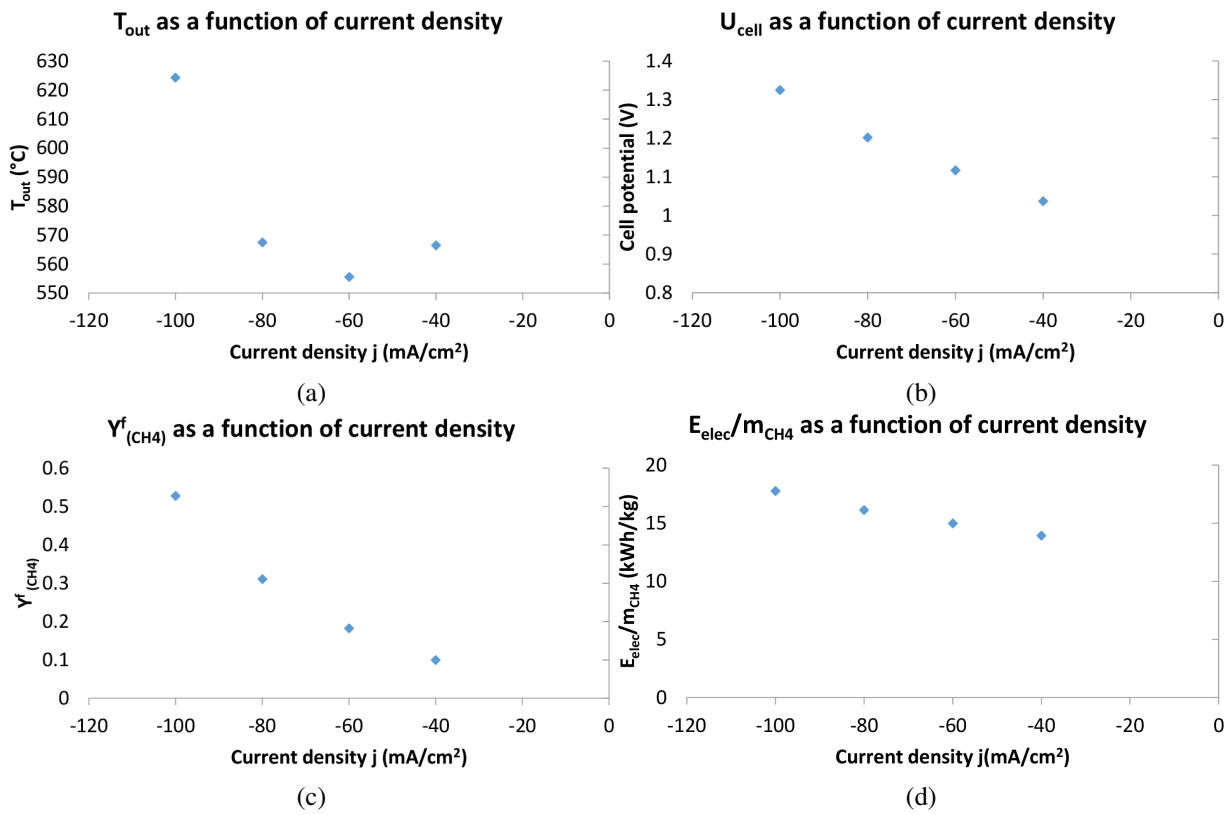 T_out as a function of current density
630
620
610
600
590
580
570
560
550
T_out (°C)
-120 -100 -80 -60 -40 -20 0
Current density j (mA/cm²)
(a)
U_cell as a function of current density
1.4
1.3
1.2
1.1
1
0.9
0.8
Cell potential (V)
-120 -100 -80 -60 -40 -20 0
Current density j (mA/cm²)
(b)
Y^f_(CH4) as a function of current density
0.6
0.5
0.4
0.3
0.2
0.1
0
Y^f_(CH4)
-120 -100 -80 -60 -40 -20 0
Current density j (mA/cm²)
(c)
E_elec/m_CH4 as a function of current density
20
15
10
5
0
E_elec/m_CH4 (kWh/kg)
-120 -100 -80 -60 -40 -20 0
Current density j(mA/cm²)
(d)